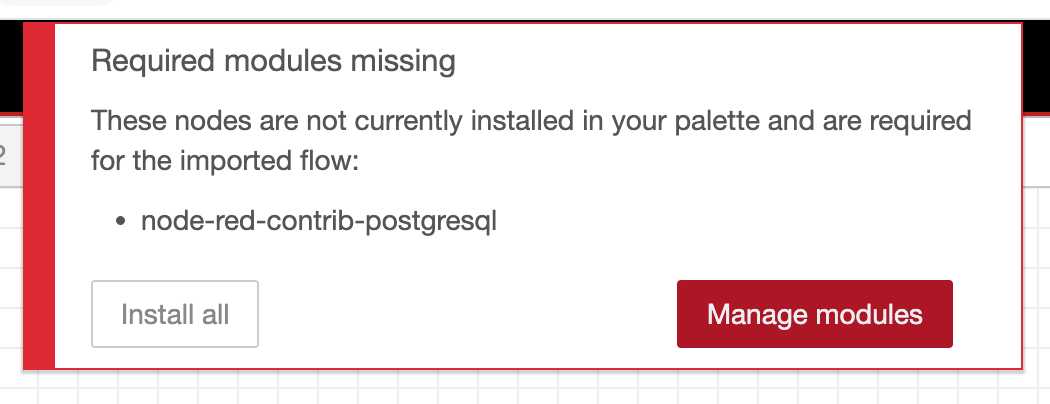 Required modules missing
These nodes are not currently installed in your palette and are required
for the imported flow:
• node-red-contrib-postgresql
Install all
Manage modules